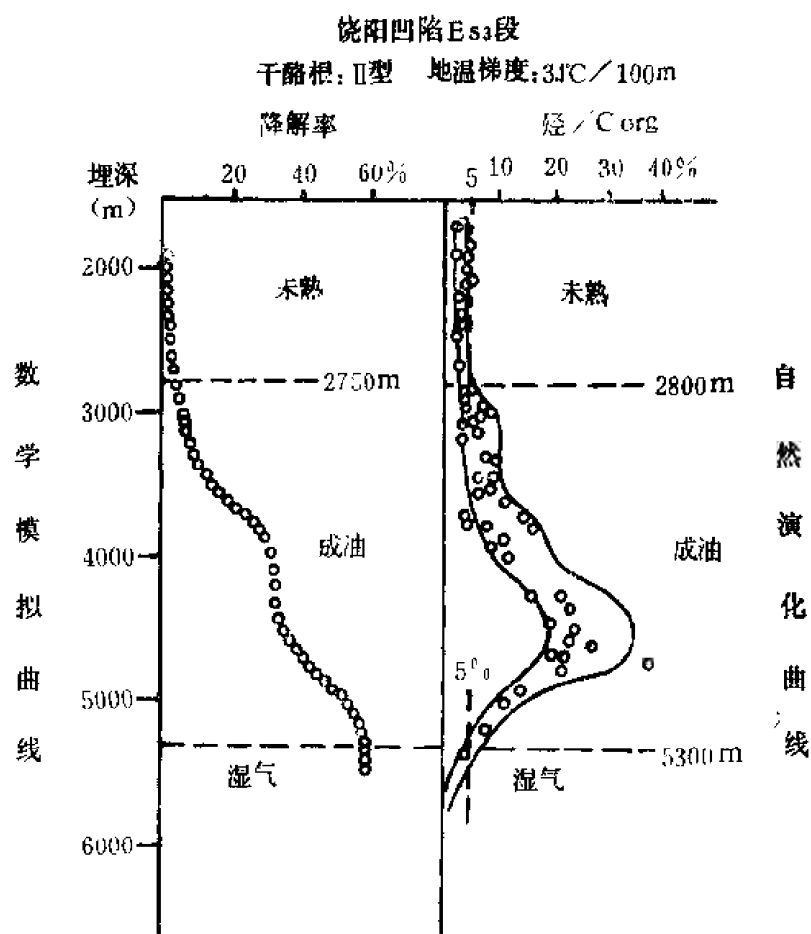 饶阳凹陷Es3段
干酪根:Ⅱ型 地温梯度:3.1℃/100m
降解率 烃/C org
埋深
(m)
20 40 60%
5 10 20 30 40%
2000
3000
4000
5000
6000
未熟 未熟
2750m 2800m
成油 成油
5%
5300m
湿气 湿气
数学模拟曲线
自然演化曲线